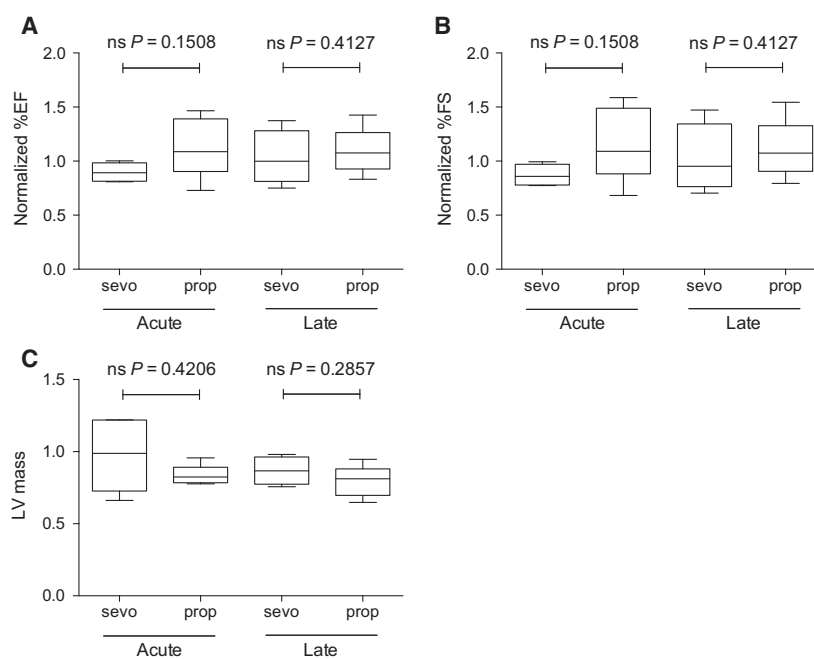 A
ns P = 0.1508
ns P = 0.4127
2.0
1.5
1.0
0.5
0.0
Normalized %EF
sevo prop sevo prop
Acute Late
B
ns P = 0.1508
ns P = 0.4127
2.0
1.5
1.0
0.5
0.0
Normalized %FS
sevo prop sevo prop
Acute Late
C
ns P = 0.4206
ns P = 0.2857
1.5
1.0
0.5
0.0
LV mass
sevo prop sevo prop
Acute Late